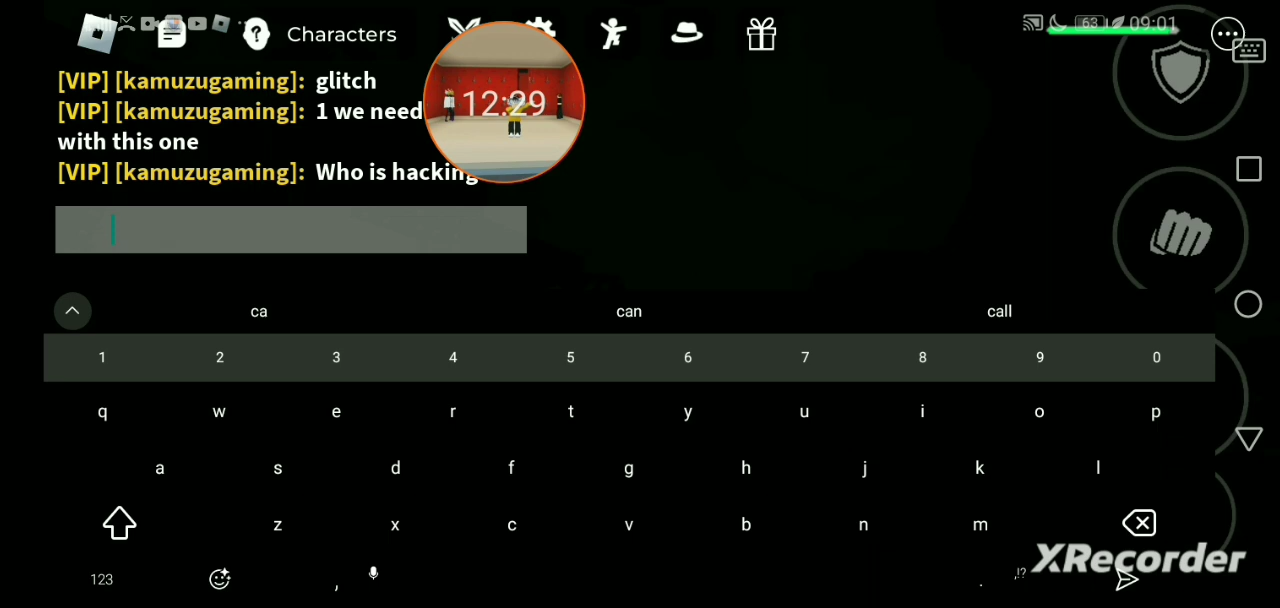 63 09:01
Characters
[VIP] [kamuzugaming]: glitch
12:29
[VIP] [kamuzugaming]: 1 we need
with this one
[VIP] [kamuzugaming]: Who is hacking
ca can call
1 2 3 4 5 6 7 8 9 0
q w e r t y u i o p
a s d f g h j k l
z x c v b n m
XRecorder
123 , . !?